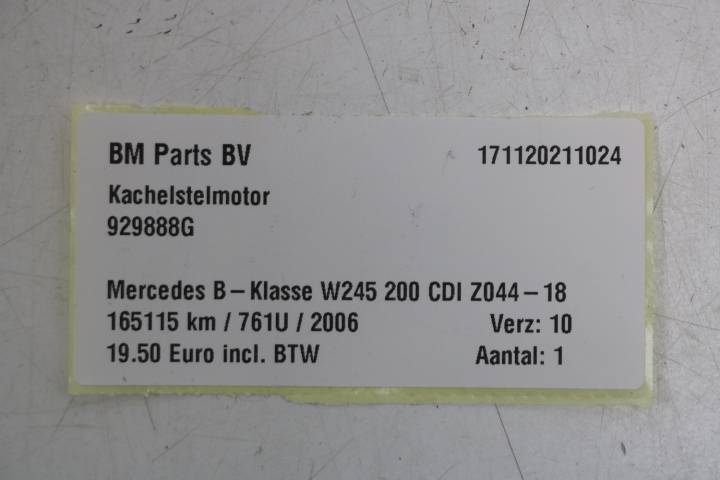 BM Parts BV 171120211024
Kachelstelmotor
929888G
Mercedes B-Klasse W245 200 CDI Z044-18
165115 km / 761U / 2006 Verz: 10
19.50 Euro incl. BTW Aantal: 1